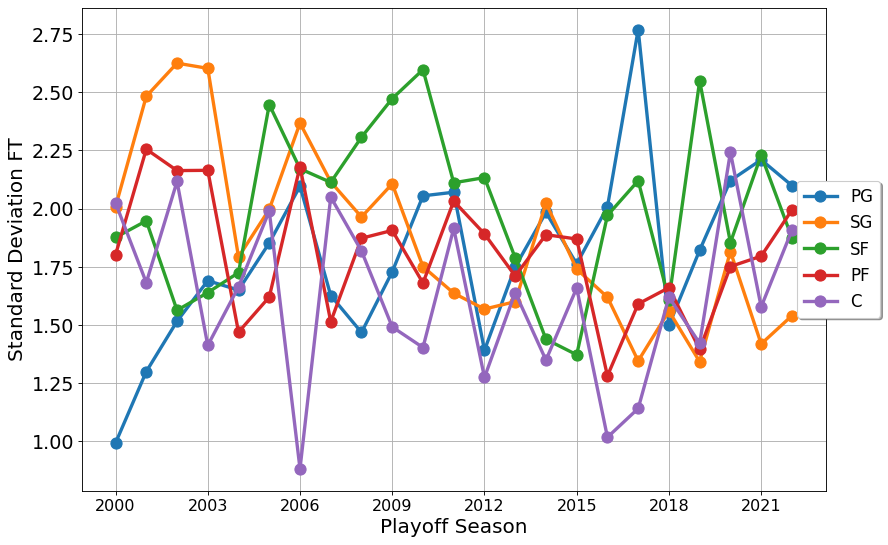 Standard Deviation FT
2.75
2.50
2.25
2.00
1.75
1.50
1.25
1.00
PG
SG
SF
PF
C
2000 2003 2006 2009 2012 2015 2018 2021
Playoff Season